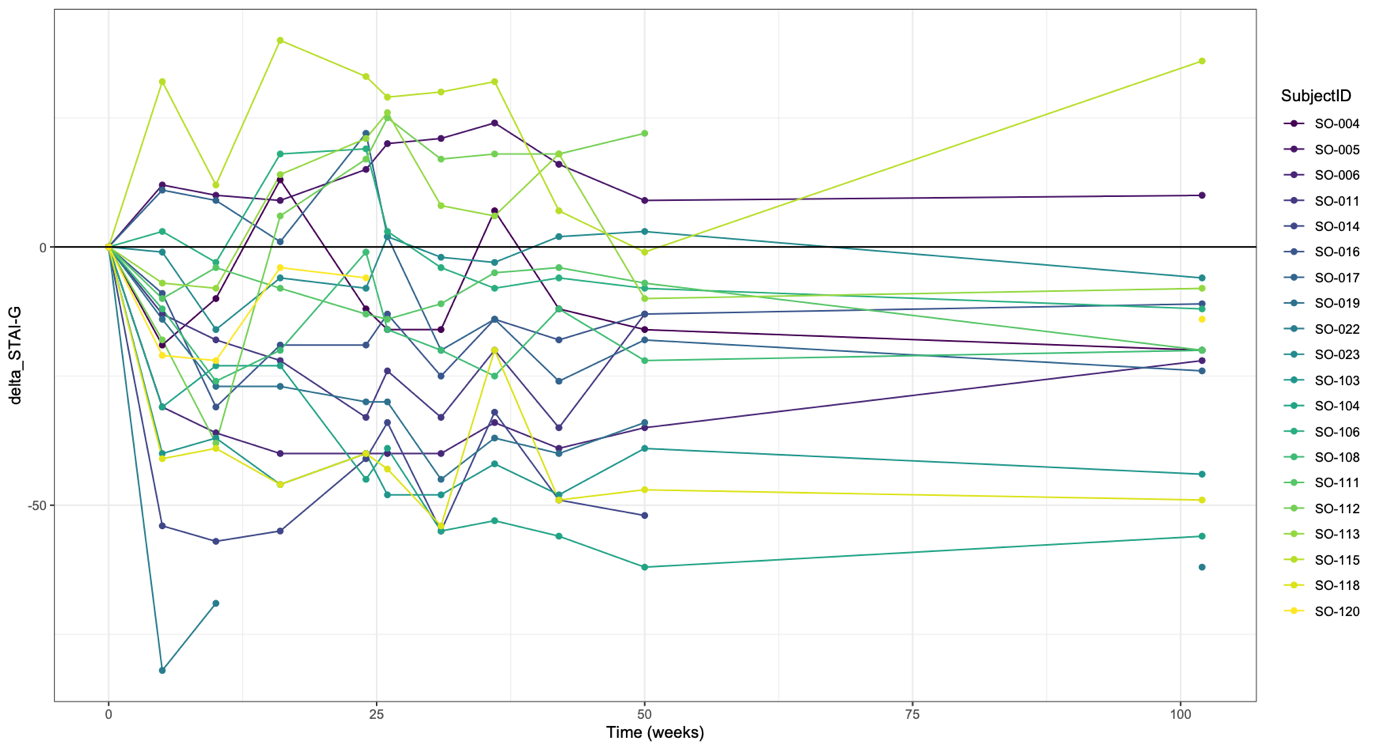 delta_STAI-G
0
-50
0
25
50
75
100
Time (weeks)
SubjectID
SO-004
SO-005
SO-006
SO-011
SO-014
SO-016
SO-017
SO-019
SO-022
SO-023
SO-103
SO-104
SO-106
SO-108
SO-111
SO-112
SO-113
SO-115
SO-118
SO-120